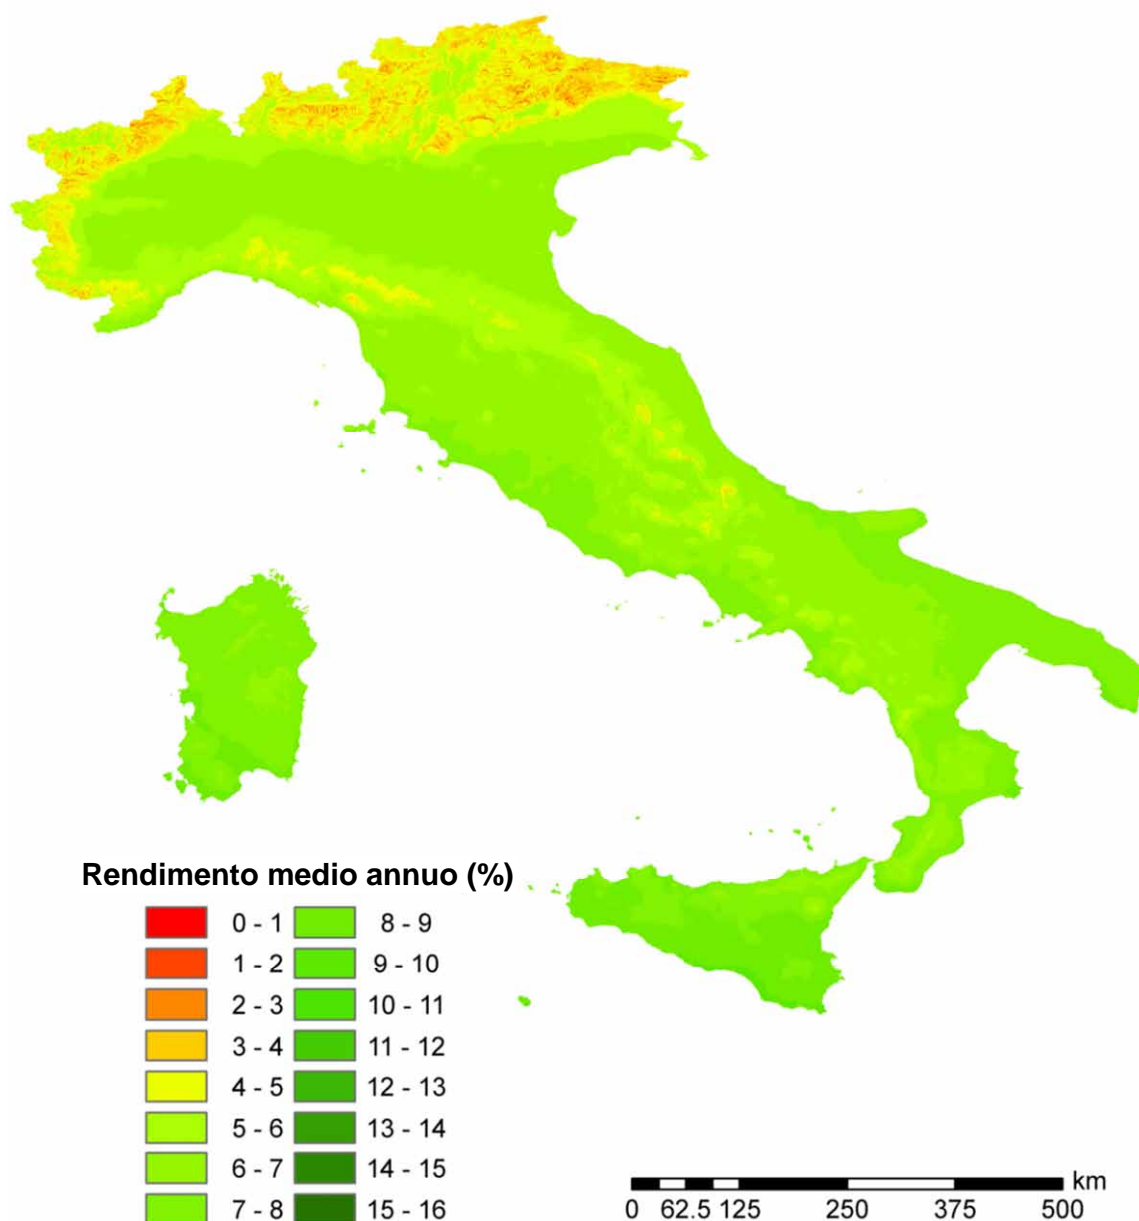 Rendimento medio annuo (%)
0 - 1 8 - 9
1 - 2 9 - 10
2 - 3 10 - 11
3 - 4 11 - 12
4 - 5 12 - 13
5 - 6 13 - 14
6 - 7 14 - 15
7 - 8 15 - 16
km
0 62.5 125 250 375 500